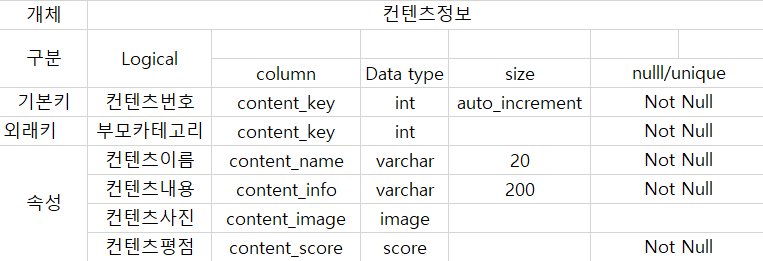 개체 컨텐츠정보
구분 Logical column Data type size nulll/unique
기본키 컨텐츠번호 content_key int auto_increment Not Null
외래키 부모카테고리 content_key int Not Null
속성 컨텐츠이름 content_name varchar 20 Not Null
컨텐츠내용 content_info varchar 200 Not Null
컨텐츠사진 content_image image
컨텐츠평점 content_score score Not Null